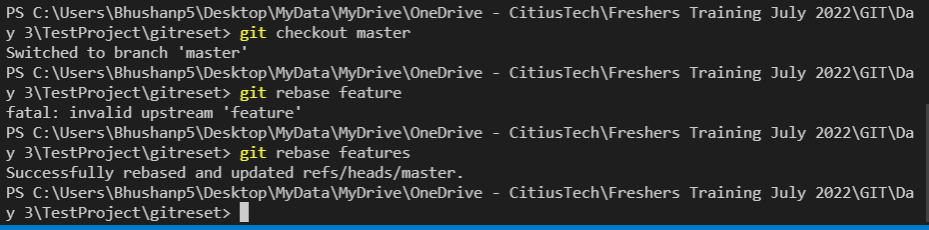 PS C:\Users\Bhushanp5\Desktop\MyData\MyDrive\OneDrive - CitiusTech\Freshers Training July 2022\GIT\Da
y 3\TestProject\gitreset> git checkout master
Switched to branch 'master'
PS C:\Users\Bhushanp5\Desktop\MyData\MyDrive\OneDrive - CitiusTech\Freshers Training July 2022\GIT\Da
y 3\TestProject\gitreset> git rebase feature
fatal: invalid upstream 'feature'
PS C:\Users\Bhushanp5\Desktop\MyData\MyDrive\OneDrive - CitiusTech\Freshers Training July 2022\GIT\Da
y 3\TestProject\gitreset> git rebase features
Successfully rebased and updated refs/heads/master.
PS C:\Users\Bhushanp5\Desktop\MyData\MyDrive\OneDrive - CitiusTech\Freshers Training July 2022\GIT\Da
y 3\TestProject\gitreset>